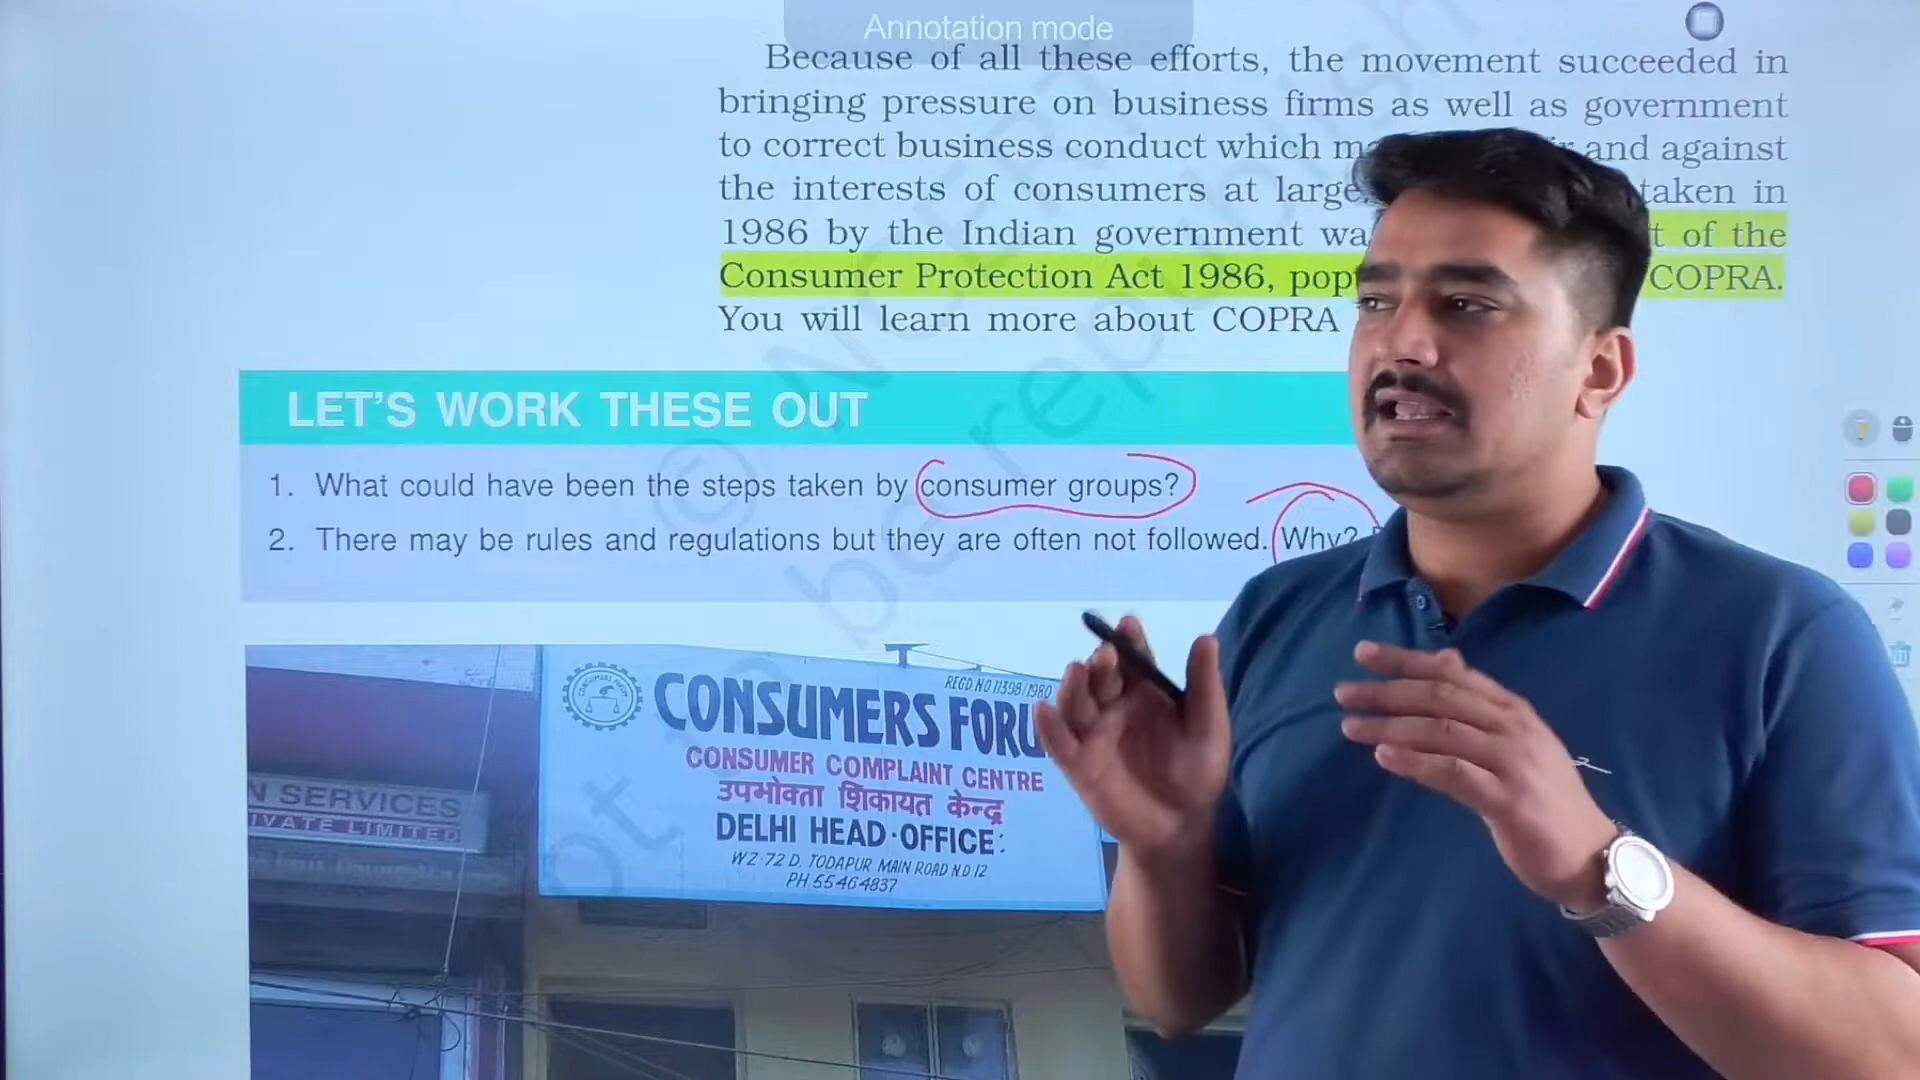 Annotation mode
Because of all these efforts, the movement succeeded in
bringing pressure on business firms as well as government
to correct business conduct which and against
the interests of consumers at large. taken in
1986 by the Indian government of the
Consumer Protection Act 1986, COPRA.
You will learn more about COPRA
LET'S WORK THESE OUT
1. What could have been the steps taken by consumer groups?
2. There may be rules and regulations but they are often not followed. Why?
REGD NO 11398/1980
CONSUMERS
CONSUMER COMPLAINT CENTRE
उपभोक्ता शिकायत केन्द्र
DELHI HEAD·OFFICE:
WZ-72 D, TODAPUR MAIN ROAD N.D 12
PH 55464837
N SERVICES
IVATE LIMITED